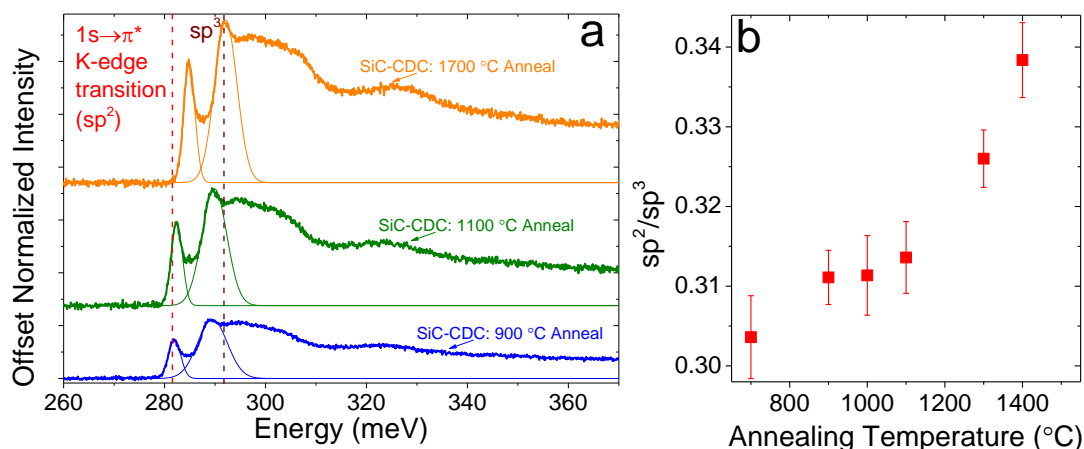 a
1s→π*
K-edge
transition
(sp²)
sp³
SiC-CDC: 1700 °C Anneal
SiC-CDC: 1100 °C Anneal
SiC-CDC: 900 °C Anneal
Offset Normalized Intensity
260 280 300 320 340 360
Energy (meV)
b
0.34
0.33
0.32
0.31
0.30
sp²/sp³
800 1000 1200 1400
Annealing Temperature (°C)